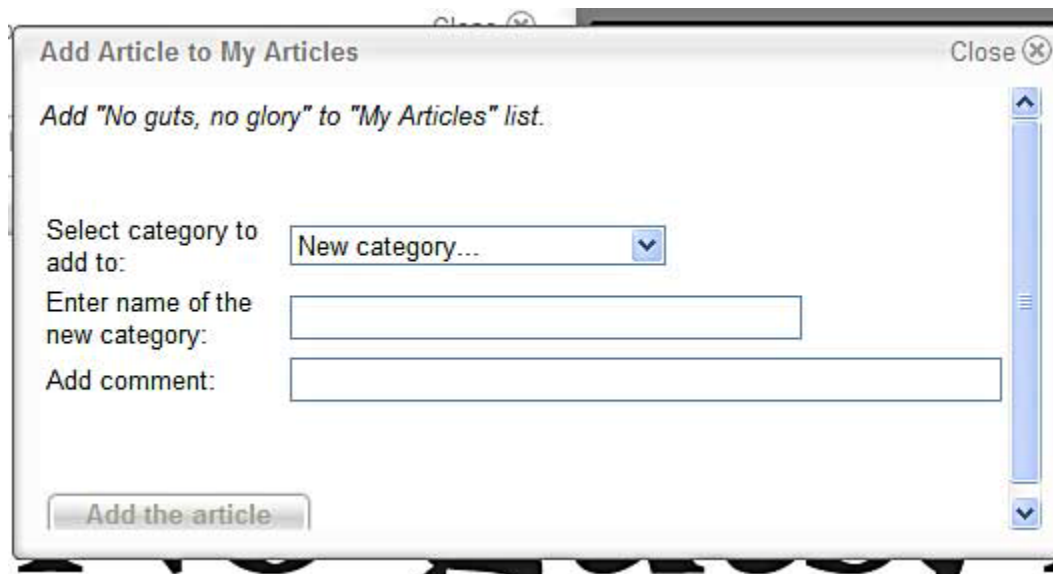 Close
Add Article to My Articles Close
Add "No guts, no glory" to "My Articles" list.
Select category to
add to:
New category...
Enter name of the
new category:
Add comment:
Add the article